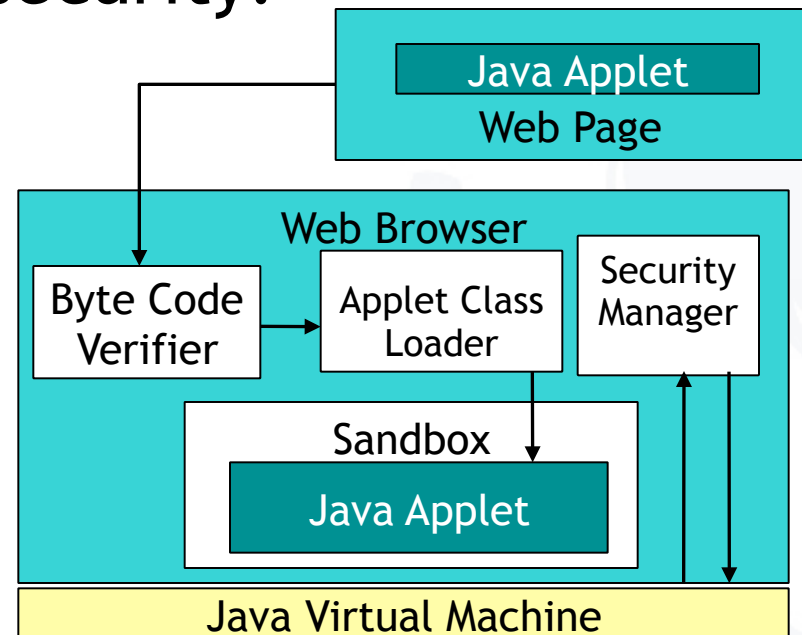 security.
Java Applet
Web Page
Web Browser
Byte Code
Verifier
Applet Class
Loader
Security
Manager
Sandbox
Java Applet
Java Virtual Machine